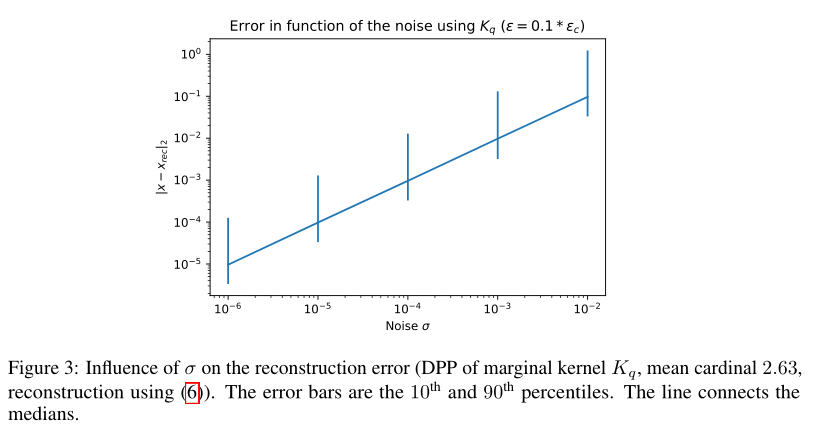 Error in function of the noise using K_q (ε = 0.1 * ε_c)
10^0
10^{-1}
10^{-2}
10^{-3}
10^{-4}
10^{-5}
|x − x_{rec}|_2
10^{-6} 10^{-5} 10^{-4} 10^{-3} 10^{-2}
Noise σ
Figure 3: Influence of σ on the reconstruction error (DPP of marginal kernel K_q, mean cardinal 2.63,
reconstruction using (6)). The error bars are the 10^{th} and 90^{th} percentiles. The line connects the
medians.